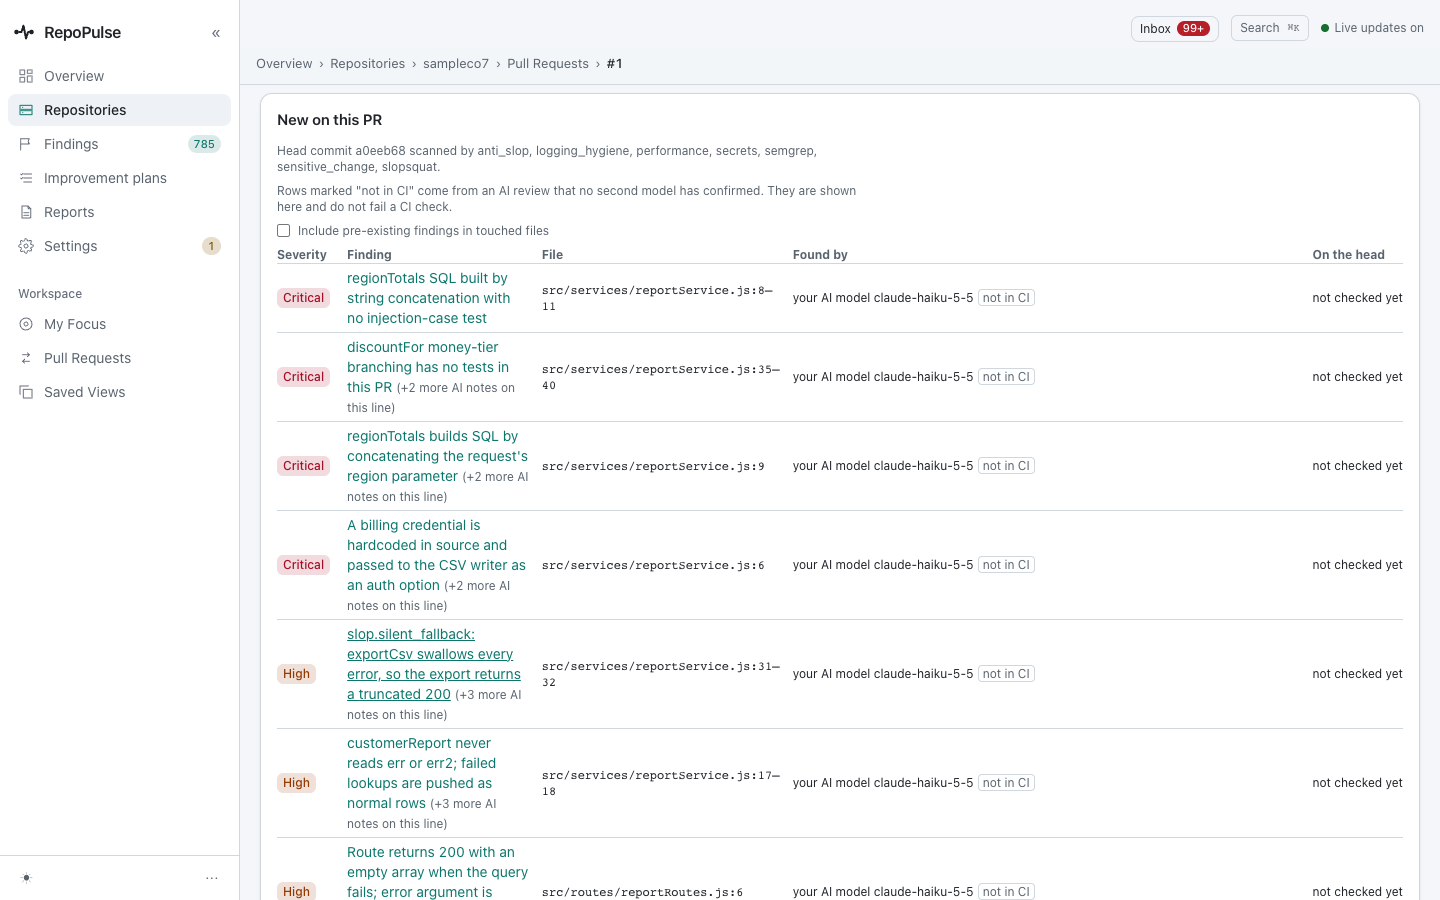 RepoPulse
«
Overview
Repositories
Findings 785
Improvement plans
Reports
Settings 1
Workspace
My Focus
Pull Requests
Saved Views
...
Inbox 99+
Search ⌘K
Live updates on
Overview › Repositories › sampleco7 › Pull Requests › #1
New on this PR
Head commit a0eeb68 scanned by anti_slop, logging_hygiene, performance, secrets, semgrep,
sensitive_change, slopsquat.
Rows marked "not in CI" come from an AI review that no second model has confirmed. They are shown
here and do not fail a CI check.
Include pre-existing findings in touched files
Severity Finding File Found by On the head
Critical
regionTotals SQL built by
string concatenation with
no injection-case test
src/services/reportService.js:8–
11
your AI model claude-haiku-5-5 not in CI
not checked yet
Critical
discountFor money-tier
branching has no tests in
this PR (+2 more AI notes on
this line)
src/services/reportService.js:35–
40
your AI model claude-haiku-5-5 not in CI
not checked yet
Critical
regionTotals builds SQL by
concatenating the request's
region parameter (+2 more AI
notes on this line)
src/services/reportService.js:9
your AI model claude-haiku-5-5 not in CI
not checked yet
Critical
A billing credential is
hardcoded in source and
passed to the CSV writer as
an auth option (+2 more AI
notes on this line)
src/services/reportService.js:6
your AI model claude-haiku-5-5 not in CI
not checked yet
High
slop.silent_fallback:
exportCsv swallows every
error, so the export returns
a truncated 200 (+3 more AI
notes on this line)
src/services/reportService.js:31–
32
your AI model claude-haiku-5-5 not in CI
not checked yet
High
customerReport never
reads err or err2; failed
lookups are pushed as
normal rows (+3 more AI
notes on this line)
src/services/reportService.js:17–
18
your AI model claude-haiku-5-5 not in CI
not checked yet
High
Route returns 200 with an
empty array when the query
fails; error argument is
src/routes/reportRoutes.js:6
your AI model claude-haiku-5-5 not in CI
not checked yet